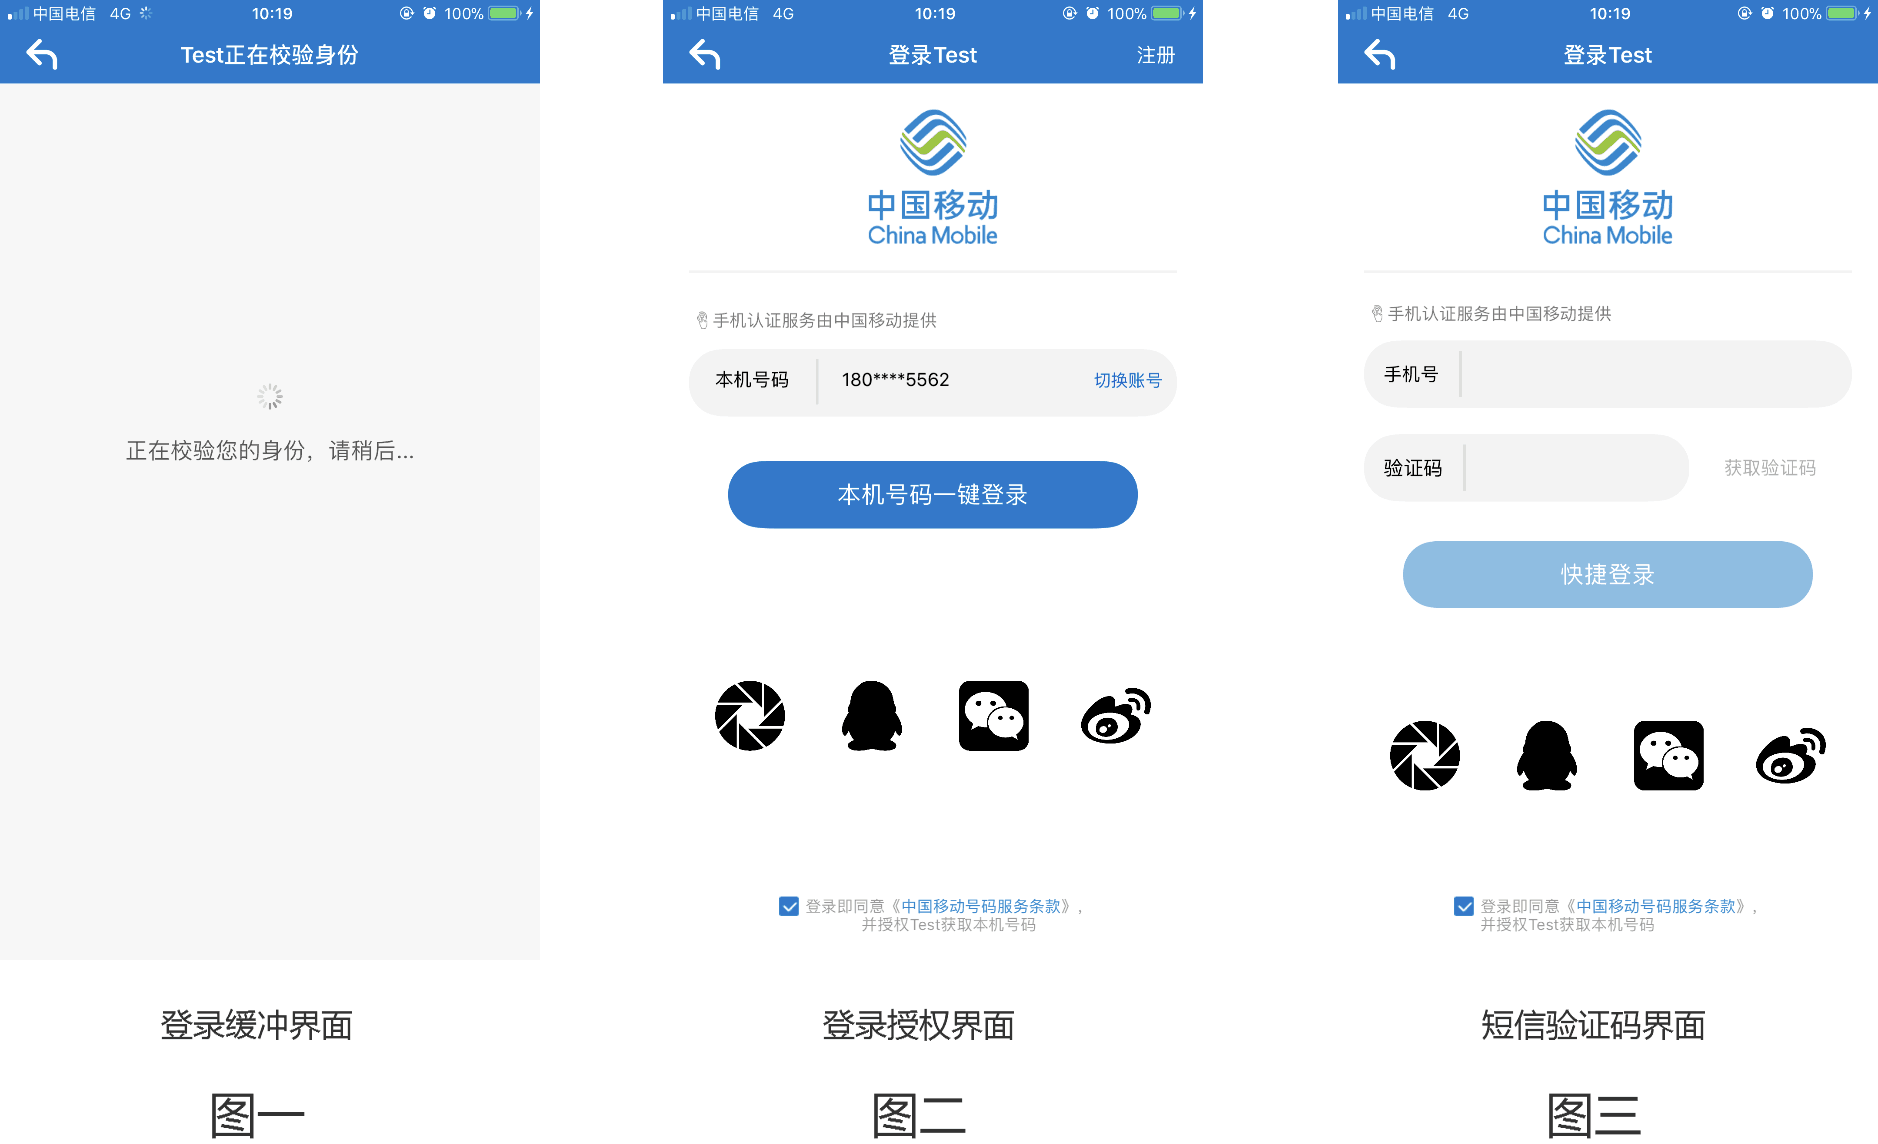 中国电信 4G 10:19 100%
Test正在校验身份
正在校验您的身份，请稍后...
登录缓冲界面
图一
中国电信 4G 10:19 100%
登录Test 注册
中国移动
China Mobile
手机认证服务由中国移动提供
本机号码 180****5562 切换账号
本机号码一键登录
登录即同意《中国移动号码服务条款》，
并授权Test获取本机号码
登录授权界面
图二
中国电信 4G 10:19 100%
登录Test
中国移动
China Mobile
手机认证服务由中国移动提供
手机号
验证码 获取验证码
快捷登录
登录即同意《中国移动号码服务条款》，
并授权Test获取本机号码
短信验证码界面
图三